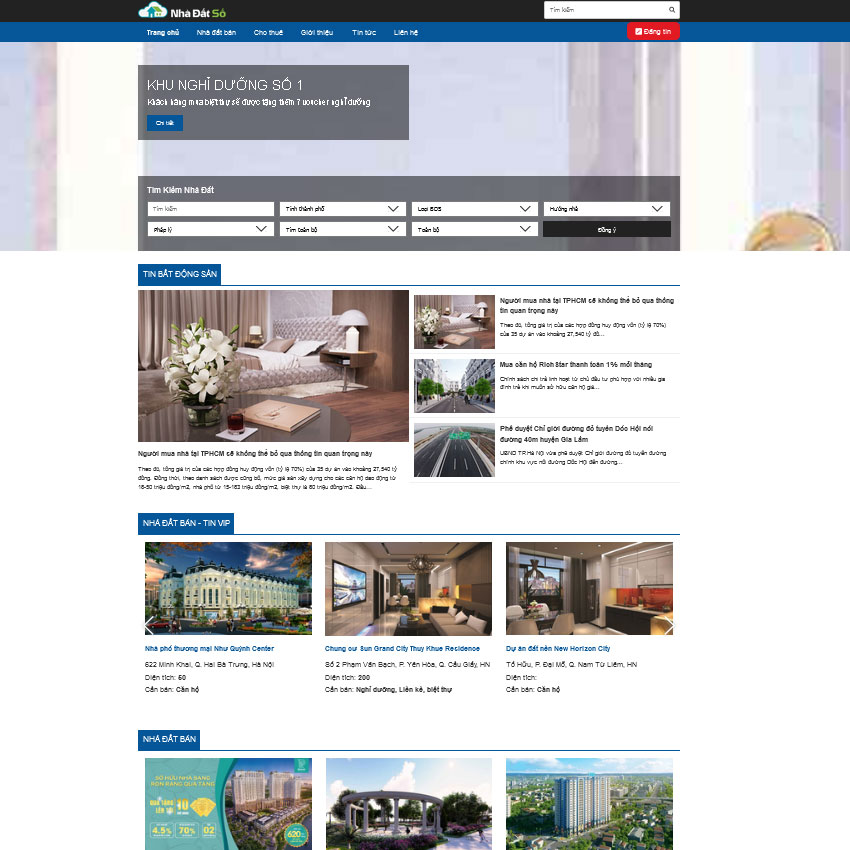 Nhà Đất Số
Tìm kiếm
Trang chủ
Nhà đất bán
Cho thuê
Giới thiệu
Tin tức
Liên hệ
Đăng tin
KHU NGHỈ DƯỠNG SỐ 1
Khách hàng mua biệt thự sẽ được tặng thêm 7 voucher nghỉ dưỡng
Chi tiết
Tìm Kiếm Nhà Đất
Tìm kiếm
Tỉnh thành phố
Loại BDS
Hướng nhà
Pháp lý
Tìm toàn bộ
Toàn bộ
Đồng ý
TIN BẤT ĐỘNG SẢN
Người mua nhà tại TPHCM sẽ không thể bỏ qua thông tin quan trọng này
Theo đó, tổng giá trị của các hợp đồng huy động vốn (tỷ lệ 70%) của 35 dự án vào khoảng 27,540 tỷ
đồng. Đồng thời, theo danh sách được công bố, mức giá sàn xây dựng cho các căn hộ dao động từ
16-50 triệu đồng/m2, nhà phố từ 15-163 triệu đồng/m2, biệt thự là 60 triệu đồng/m2. Đầu...
Người mua nhà tại TPHCM sẽ không thể bỏ qua thông
tin quan trọng này
Theo đó, tổng giá trị của các hợp đồng huy động vốn (tỷ lệ 70%)
của 35 dự án vào khoảng 27,540 tỷ đồ...
Mua căn hộ Rich Star thanh toán 1% mỗi tháng
Chính sách chi trả linh hoạt từ chủ đầu tư phù hợp với nhiều gia
đình trẻ khi muốn sở hữu căn hộ giá...
Phê duyệt Chỉ giới đường đỏ tuyến Dốc Hội nối
đường 40m huyện Gia Lâm
UBND TP.Hà Nội vừa phê duyệt Chỉ giới đường đỏ tuyến đường
chính khu vực nối đường Dốc Hội đến đường...
NHÀ ĐẤT BÁN - TIN VIP
Nhà phố thương mại Như Quỳnh Center
622 Minh Khai, Q. Hai Bà Trưng, Hà Nội
Diện tích: 50
Cần bán: Căn hộ
Chung cư Sun Grand City Thuy Khue Residence
Số 2 Phạm Văn Bạch, P. Yên Hòa, Q. Cầu Giấy, HN
Diện tích: 200
Cần bán: Nghỉ dưỡng, Liền kề, biệt thự
Dự án đất nền New Horizon City
Tố Hữu, P. Đại Mỗ, Q. Nam Từ Liêm, HN
Diện tích:
Cần bán: Căn hộ
NHÀ ĐẤT BÁN
SỞ HỮU NHÀ SANG
RỘN RÀNG QUÀ TẶNG
10
4.5%
70%
02
620